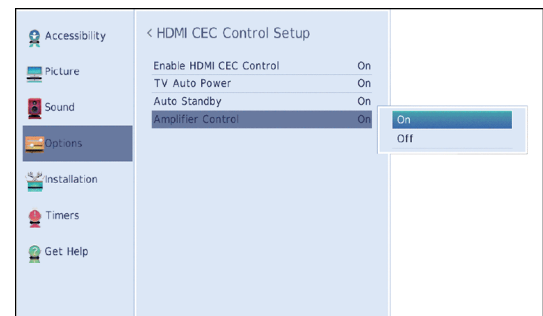 Accessibility
Picture
Sound
Options
Installation
Timers
Get Help
< HDMI CEC Control Setup
Enable HDMI CEC Control On
TV Auto Power On
Auto Standby On
Amplifier Control On
On
Off